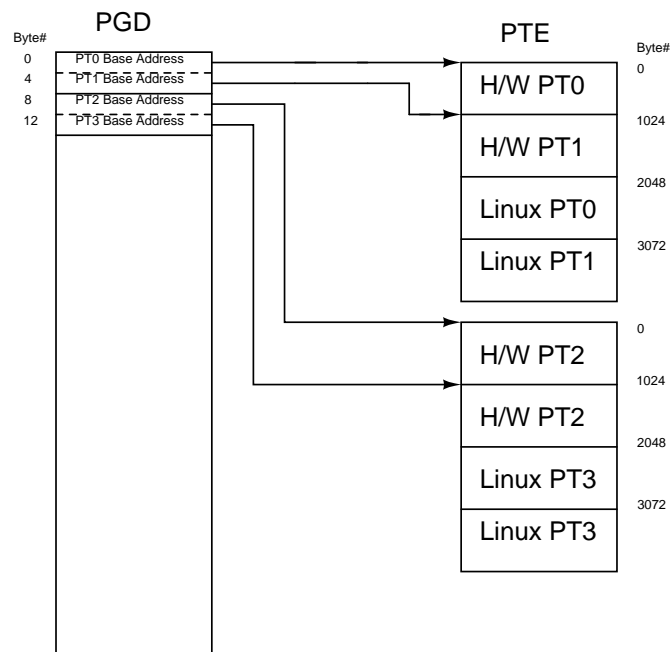 PGD
Byte#
0 PT0 Base Address
4 PT1 Base Address
8 PT2 Base Address
12 PT3 Base Address
PTE
Byte#
0
H/W PT0
1024
H/W PT1
2048
Linux PT0
3072
Linux PT1
0
H/W PT2
1024
H/W PT2
2048
Linux PT3
3072
Linux PT3